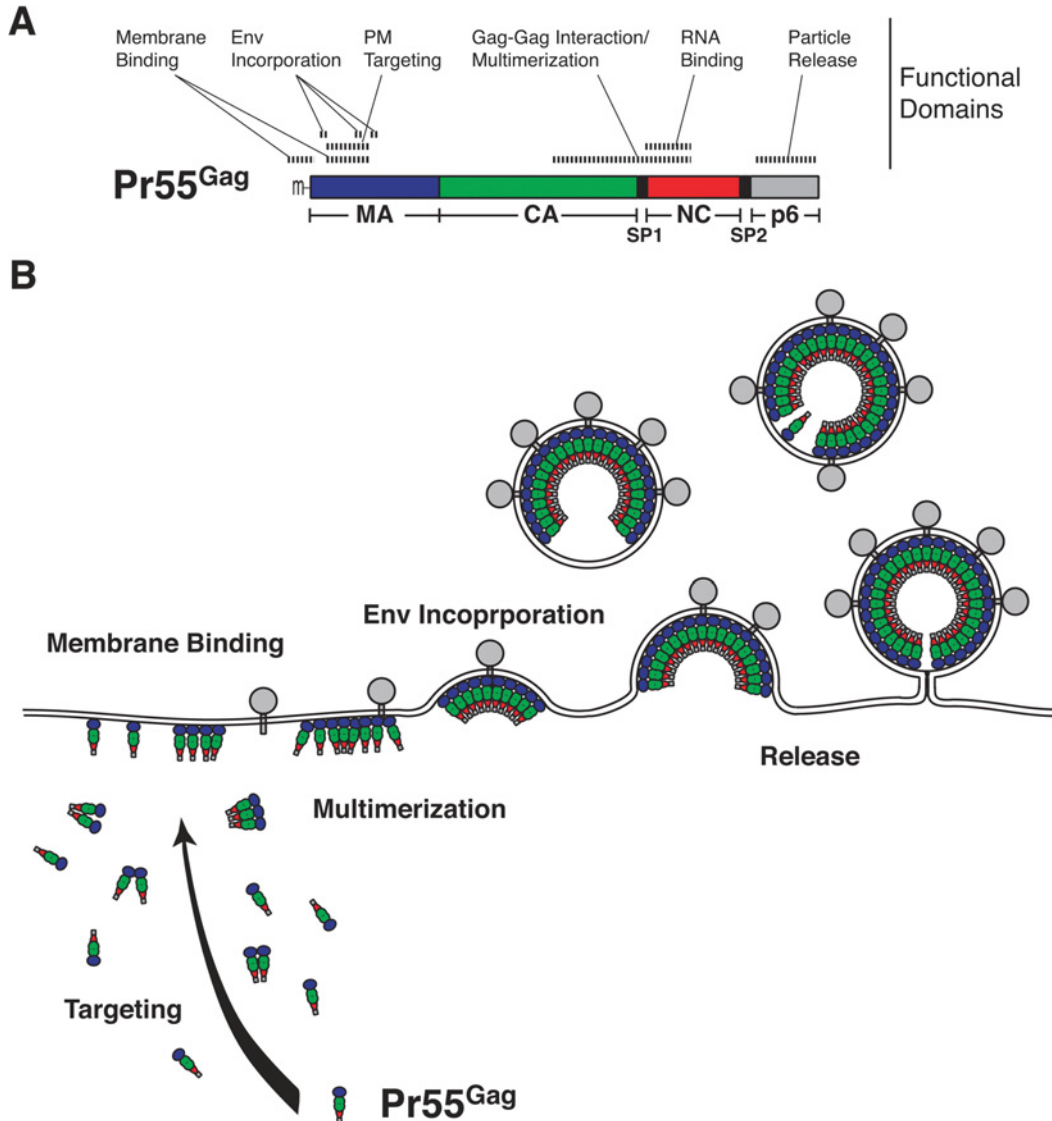 A
Membrane
Binding
Env
Incorporation
PM
Targeting
Gag-Gag Interaction/
Multimerization
RNA
Binding
Particle
Release
Functional
Domains
Pr55Gag
m
MA
CA
NC
p6
SP1
SP2
B
Env Incoprporation
Membrane Binding
Release
Multimerization
Targeting
Pr55Gag